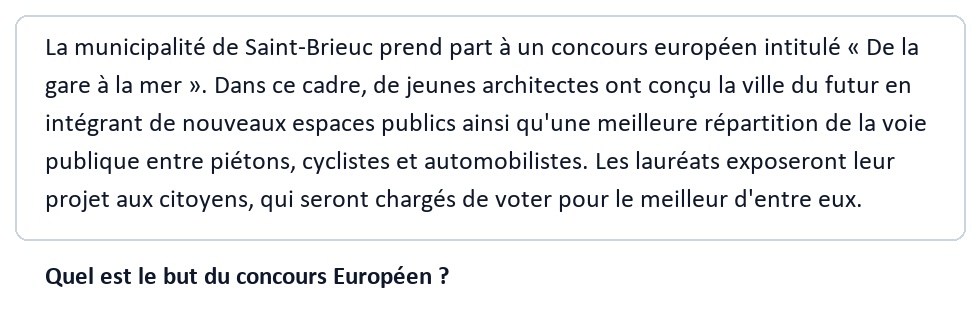 La municipalité de Saint-Brieuc prend part à un concours européen intitulé « De la
gare à la mer ». Dans ce cadre, de jeunes architectes ont conçu la ville du futur en
intégrant de nouveaux espaces publics ainsi qu'une meilleure répartition de la voie
publique entre piétons, cyclistes et automobilistes. Les lauréats exposeront leur
projet aux citoyens, qui seront chargés de voter pour le meilleur d'entre eux.
Quel est le but du concours Européen ?